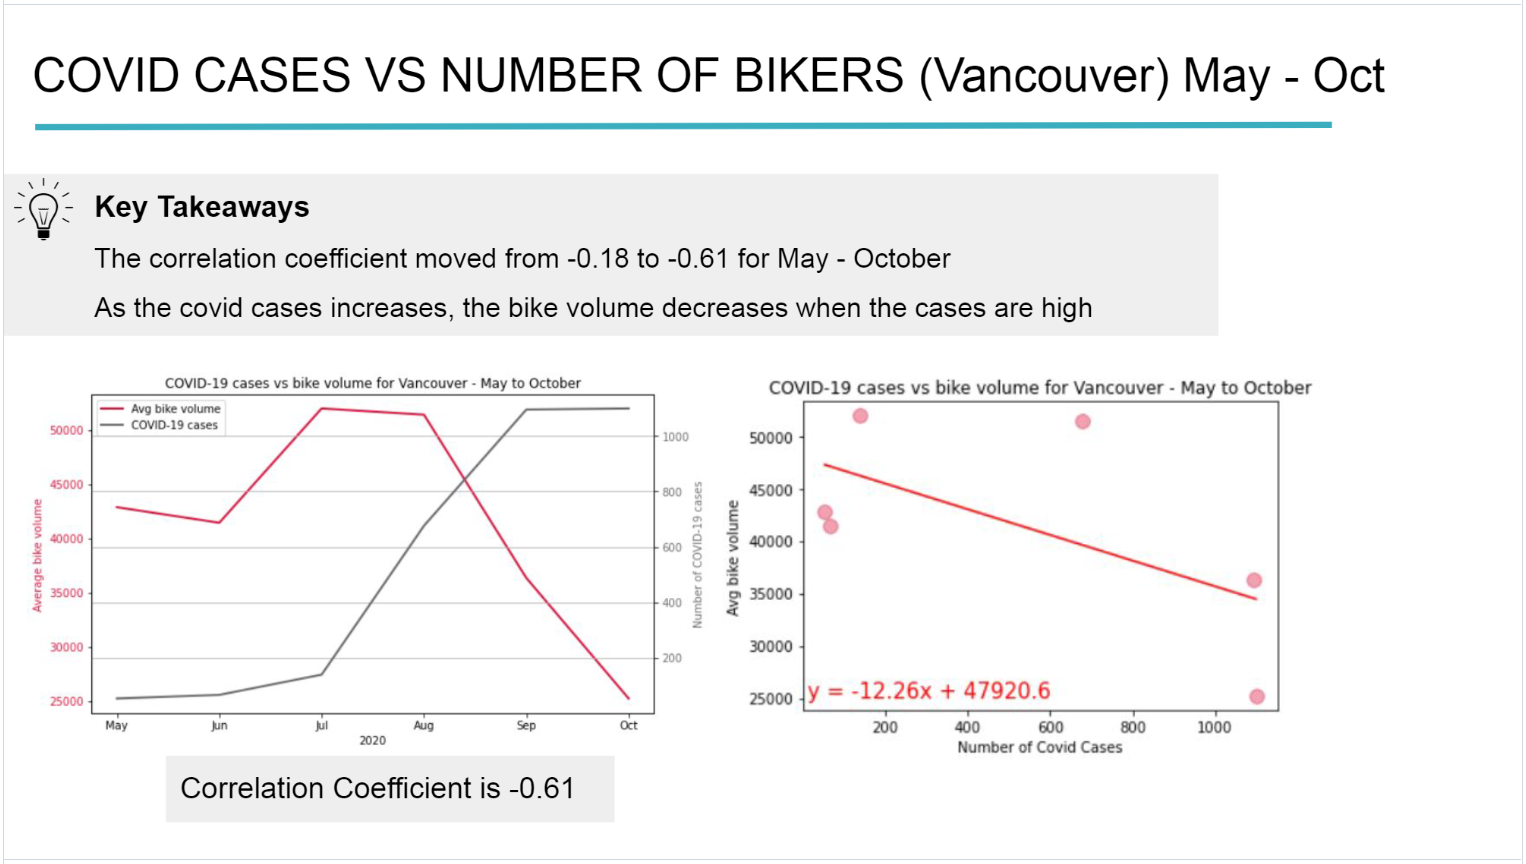 COVID CASES VS NUMBER OF BIKERS (Vancouver) May - Oct
Key Takeaways
The correlation coefficient moved from -0.18 to -0.61 for May - October
As the covid cases increases, the bike volume decreases when the cases are high
COVID-19 cases vs bike volume for Vancouver - May to October
Avg bike volume
COVID-19 cases
50000
45000
40000
35000
30000
25000
Average bike volume
1000
800
600
400
200
Number of COVID-19 cases
May Jun Jul Aug Sep Oct
2020
COVID-19 cases vs bike volume for Vancouver - May to October
50000
45000
40000
35000
30000
25000
Avg bike volume
y = -12.26x + 47920.6
200 400 600 800 1000
Number of Covid Cases
Correlation Coefficient is -0.61